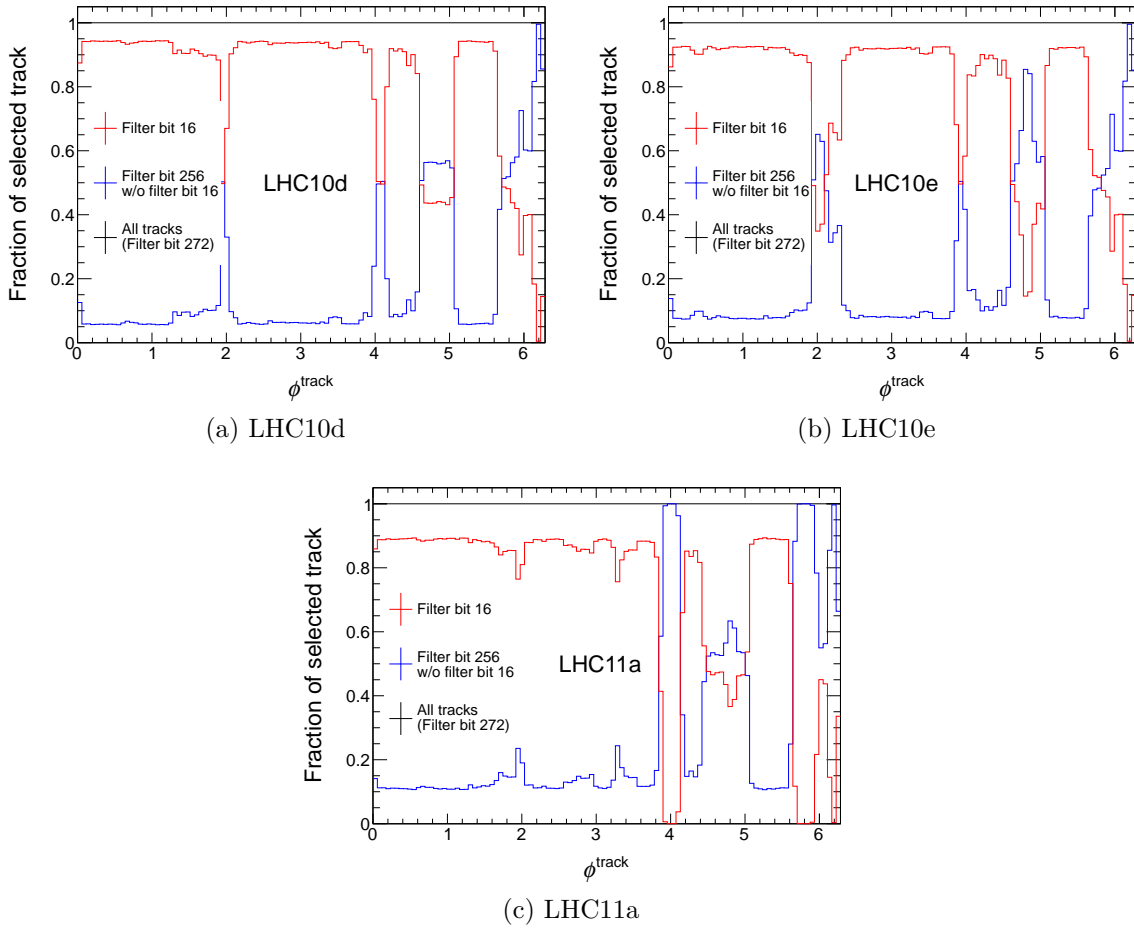 Fraction of selected track
1
0.8
0.6
0.4
0.2
0
Filter bit 16
Filter bit 256
w/o filter bit 16
All tracks
(Filter bit 272)
LHC10d
0 1 2 3 4 5 6
ϕtrack
(a) LHC10d
Fraction of selected track
1
0.8
0.6
0.4
0.2
0
Filter bit 16
Filter bit 256
w/o filter bit 16
All tracks
(Filter bit 272)
LHC10e
0 1 2 3 4 5 6
ϕtrack
(b) LHC10e
Fraction of selected track
1
0.8
0.6
0.4
0.2
0
Filter bit 16
Filter bit 256
w/o filter bit 16
All tracks
(Filter bit 272)
LHC11a
0 1 2 3 4 5 6
ϕtrack
(c) LHC11a